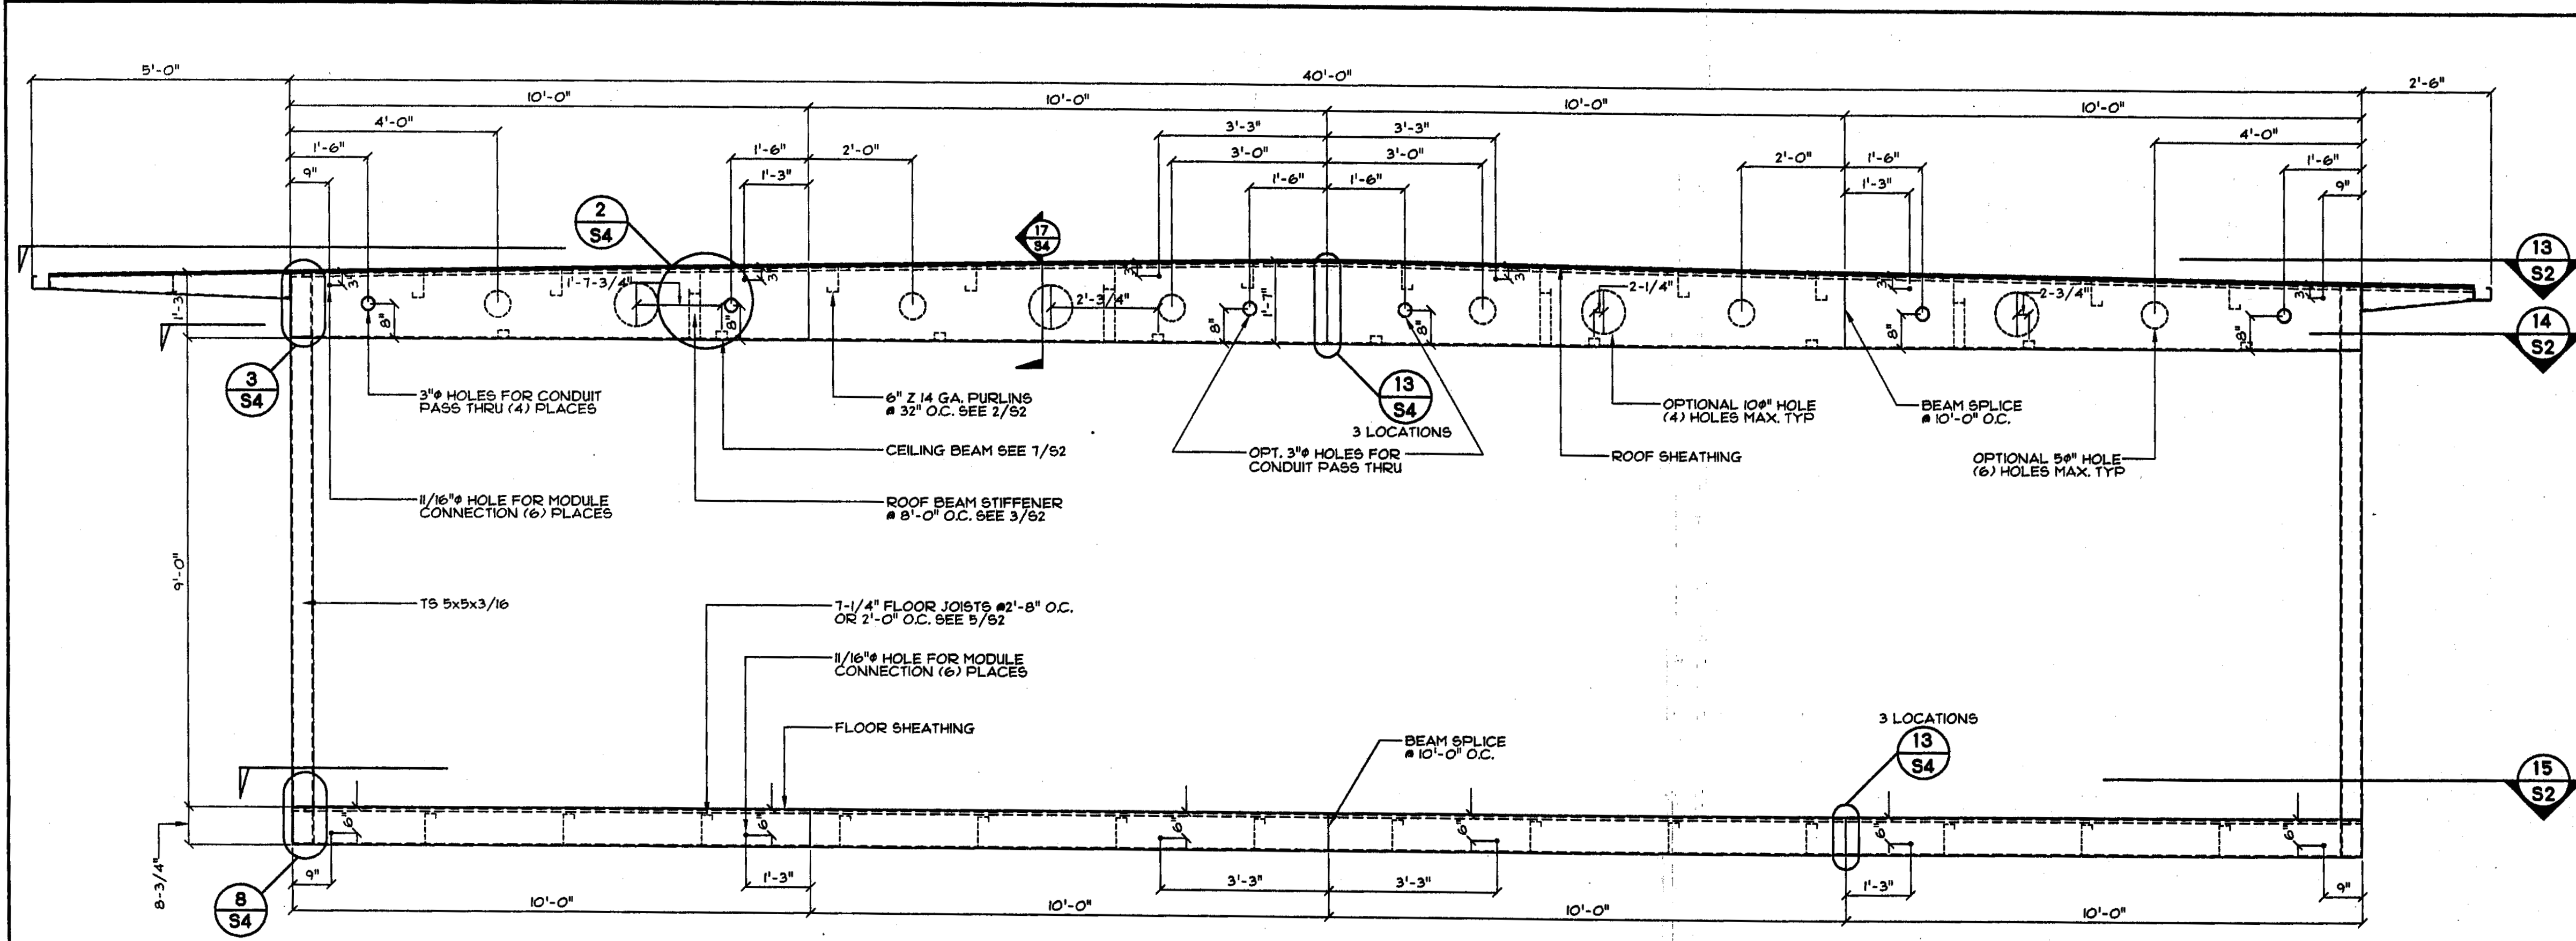 5'-0"
40'-0"
2'-6"
10'-0"
10'-0"
10'-0"
10'-0"
4'-0"
3'-3"
3'-3"
4'-0"
1'-6"
1'-6"
2'-0"
3'-0"
3'-0"
2'-0"
1'-6"
1'-6"
9"
1'-3"
1'-6"
1'-6"
1'-3"
9"
2
S4
17
S4
13
S2
1'-3"
3"
1'-7-3/4"
3"
3"
3"
3"
3"
8"
8"
2'-3/4"
8"
1'-7"
8"
2-1/4"
8"
2-3/4"
8"
14
S2
3
S4
3"ϕ HOLES FOR CONDUIT
PASS THRU (4) PLACES
6" Z 14 GA. PURLINS
@ 32" O.C. SEE 2/S2
13
S4
3 LOCATIONS
OPTIONAL 10ϕ" HOLE
(4) HOLES MAX. TYP
BEAM SPLICE
@ 10'-0" O.C.
CEILING BEAM SEE 7/S2
OPT. 3"ϕ HOLES FOR
CONDUIT PASS THRU
ROOF SHEATHING
OPTIONAL 5ϕ" HOLE
(6) HOLES MAX. TYP
11/16"ϕ HOLE FOR MODULE
CONNECTION (6) PLACES
ROOF BEAM STIFFENER
@ 8'-0" O.C. SEE 3/S2
9'-0"
TS 5x5x3/16
7-1/4" FLOOR JOISTS @2'-8" O.C.
OR 2'-0" O.C. SEE 5/S2
11/16"ϕ HOLE FOR MODULE
CONNECTION (6) PLACES
FLOOR SHEATHING
BEAM SPLICE
@ 10'-0" O.C.
3 LOCATIONS
13
S4
15
S2
8-3/4"
6"
6"
6"
6"
6"
6"
8
S4
9"
1'-3"
3'-3"
3'-3"
1'-3"
9"
10'-0"
10'-0"
10'-0"
10'-0"